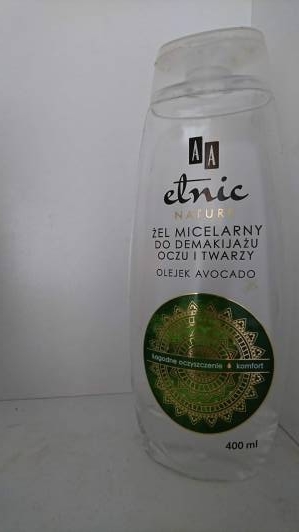 AA
etnic
NATURE
ŻEL MICELARNY
DO DEMAKIJAŻU
OCZU I TWARZY
OLEJEK AVOCADO
łagodne oczyszczenie komfort
400 ml